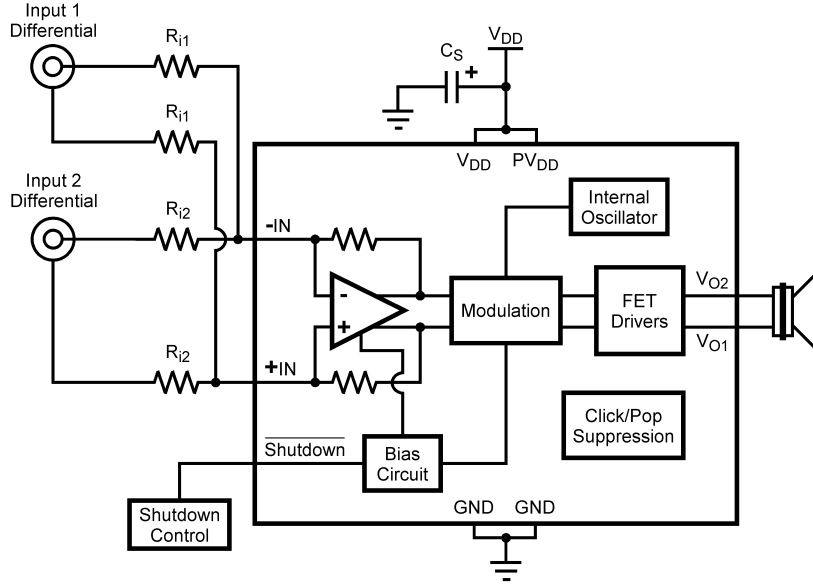 Input 1
Differential
Ri1
Ri1
CS
+
VDD
VDD
PVDD
Input 2
Differential
Ri2
-IN
Internal
Oscillator
-
+
Modulation
FET
Drivers
VO2
VO1
Ri2
+IN
Click/Pop
Suppression
Shutdown
Bias
Circuit
Shutdown
Control
GND
GND